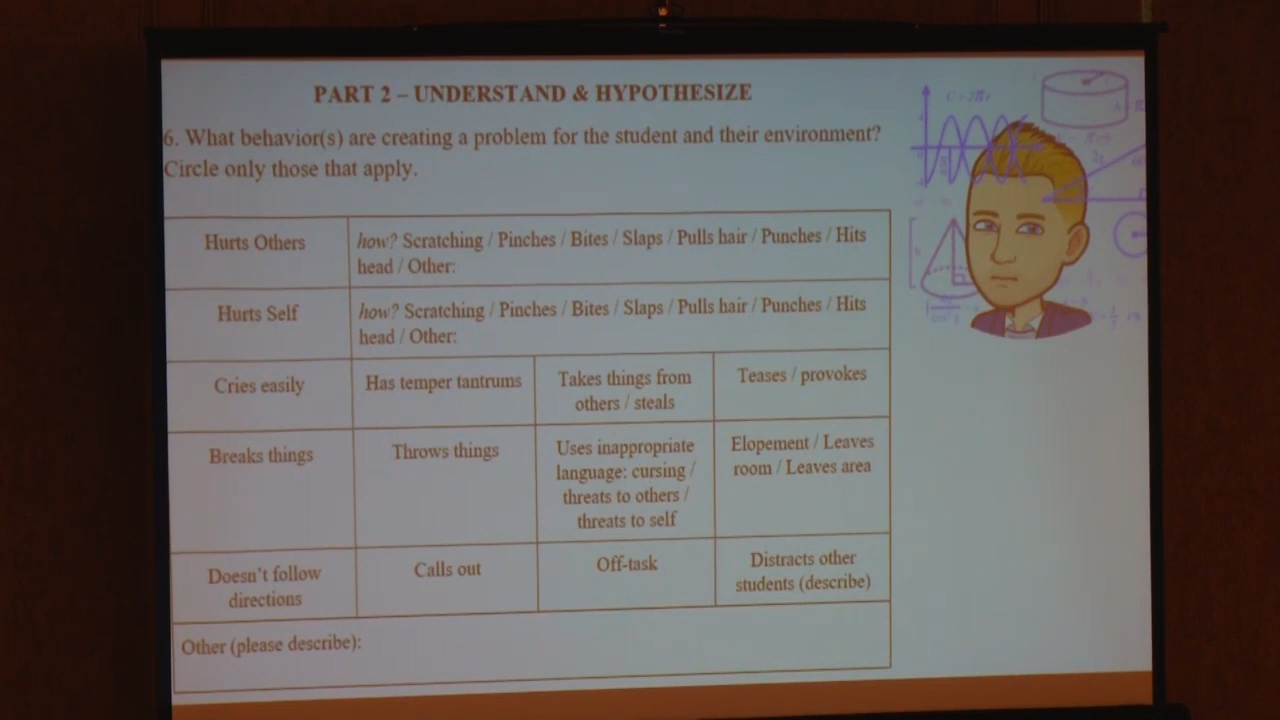 PART 2 – UNDERSTAND & HYPOTHESIZE
6. What behavior(s) are creating a problem for the student and their environment?
Circle only those that apply.
Hurts Others
how? Scratching / Pinches / Bites / Slaps / Pulls hair / Punches / Hits
head / Other:
Hurts Self
how? Scratching / Pinches / Bites / Slaps / Pulls hair / Punches / Hits
head / Other:
Cries easily
Has temper tantrums
Takes things from
others / steals
Teases / provokes
Breaks things
Throws things
Uses inappropriate
language: cursing /
threats to others /
threats to self
Elopement / Leaves
room / Leaves area
Doesn't follow
directions
Calls out
Off-task
Distracts other
students (describe)
Other (please describe):